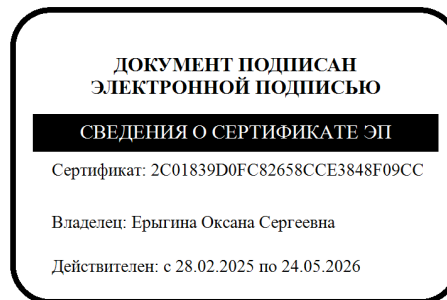 ДОКУМЕНТ ПОДПИСАН
ЭЛЕКТРОННОЙ ПОДПИСЬЮ
СВЕДЕНИЯ О СЕРТИФИКАТЕ ЭП
Сертификат: 2C01839D0FC82658CCE3848F09CC
Владелец: Ерыгина Оксана Сергеевна
Действителен: с 28.02.2025 по 24.05.2026